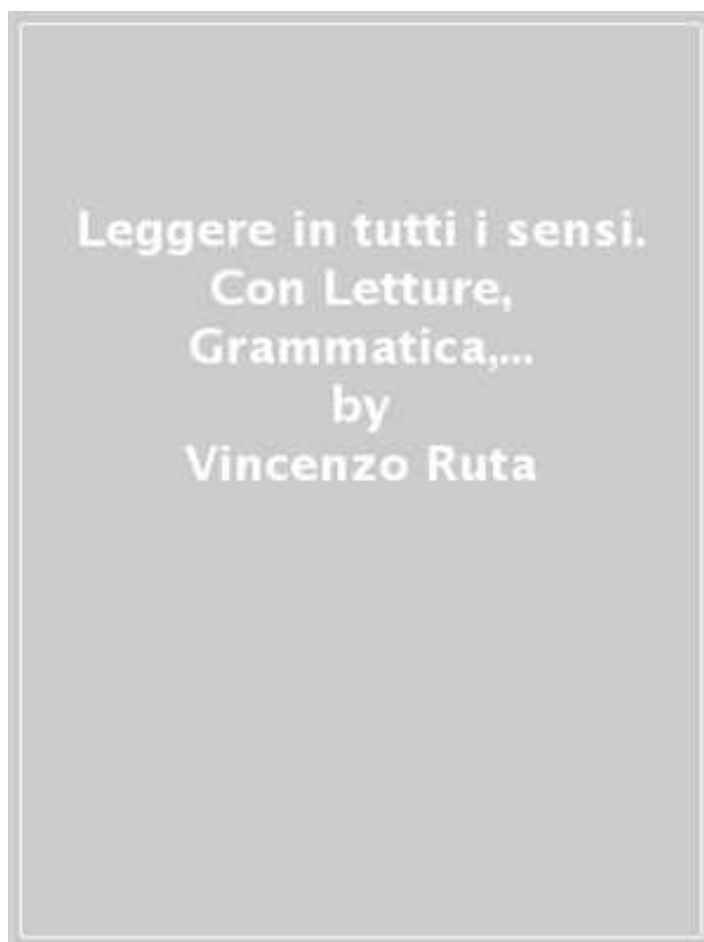 Leggere in tutti i sensi.
Con Letture,
Grammatica,...
by
Vincenzo Ruta